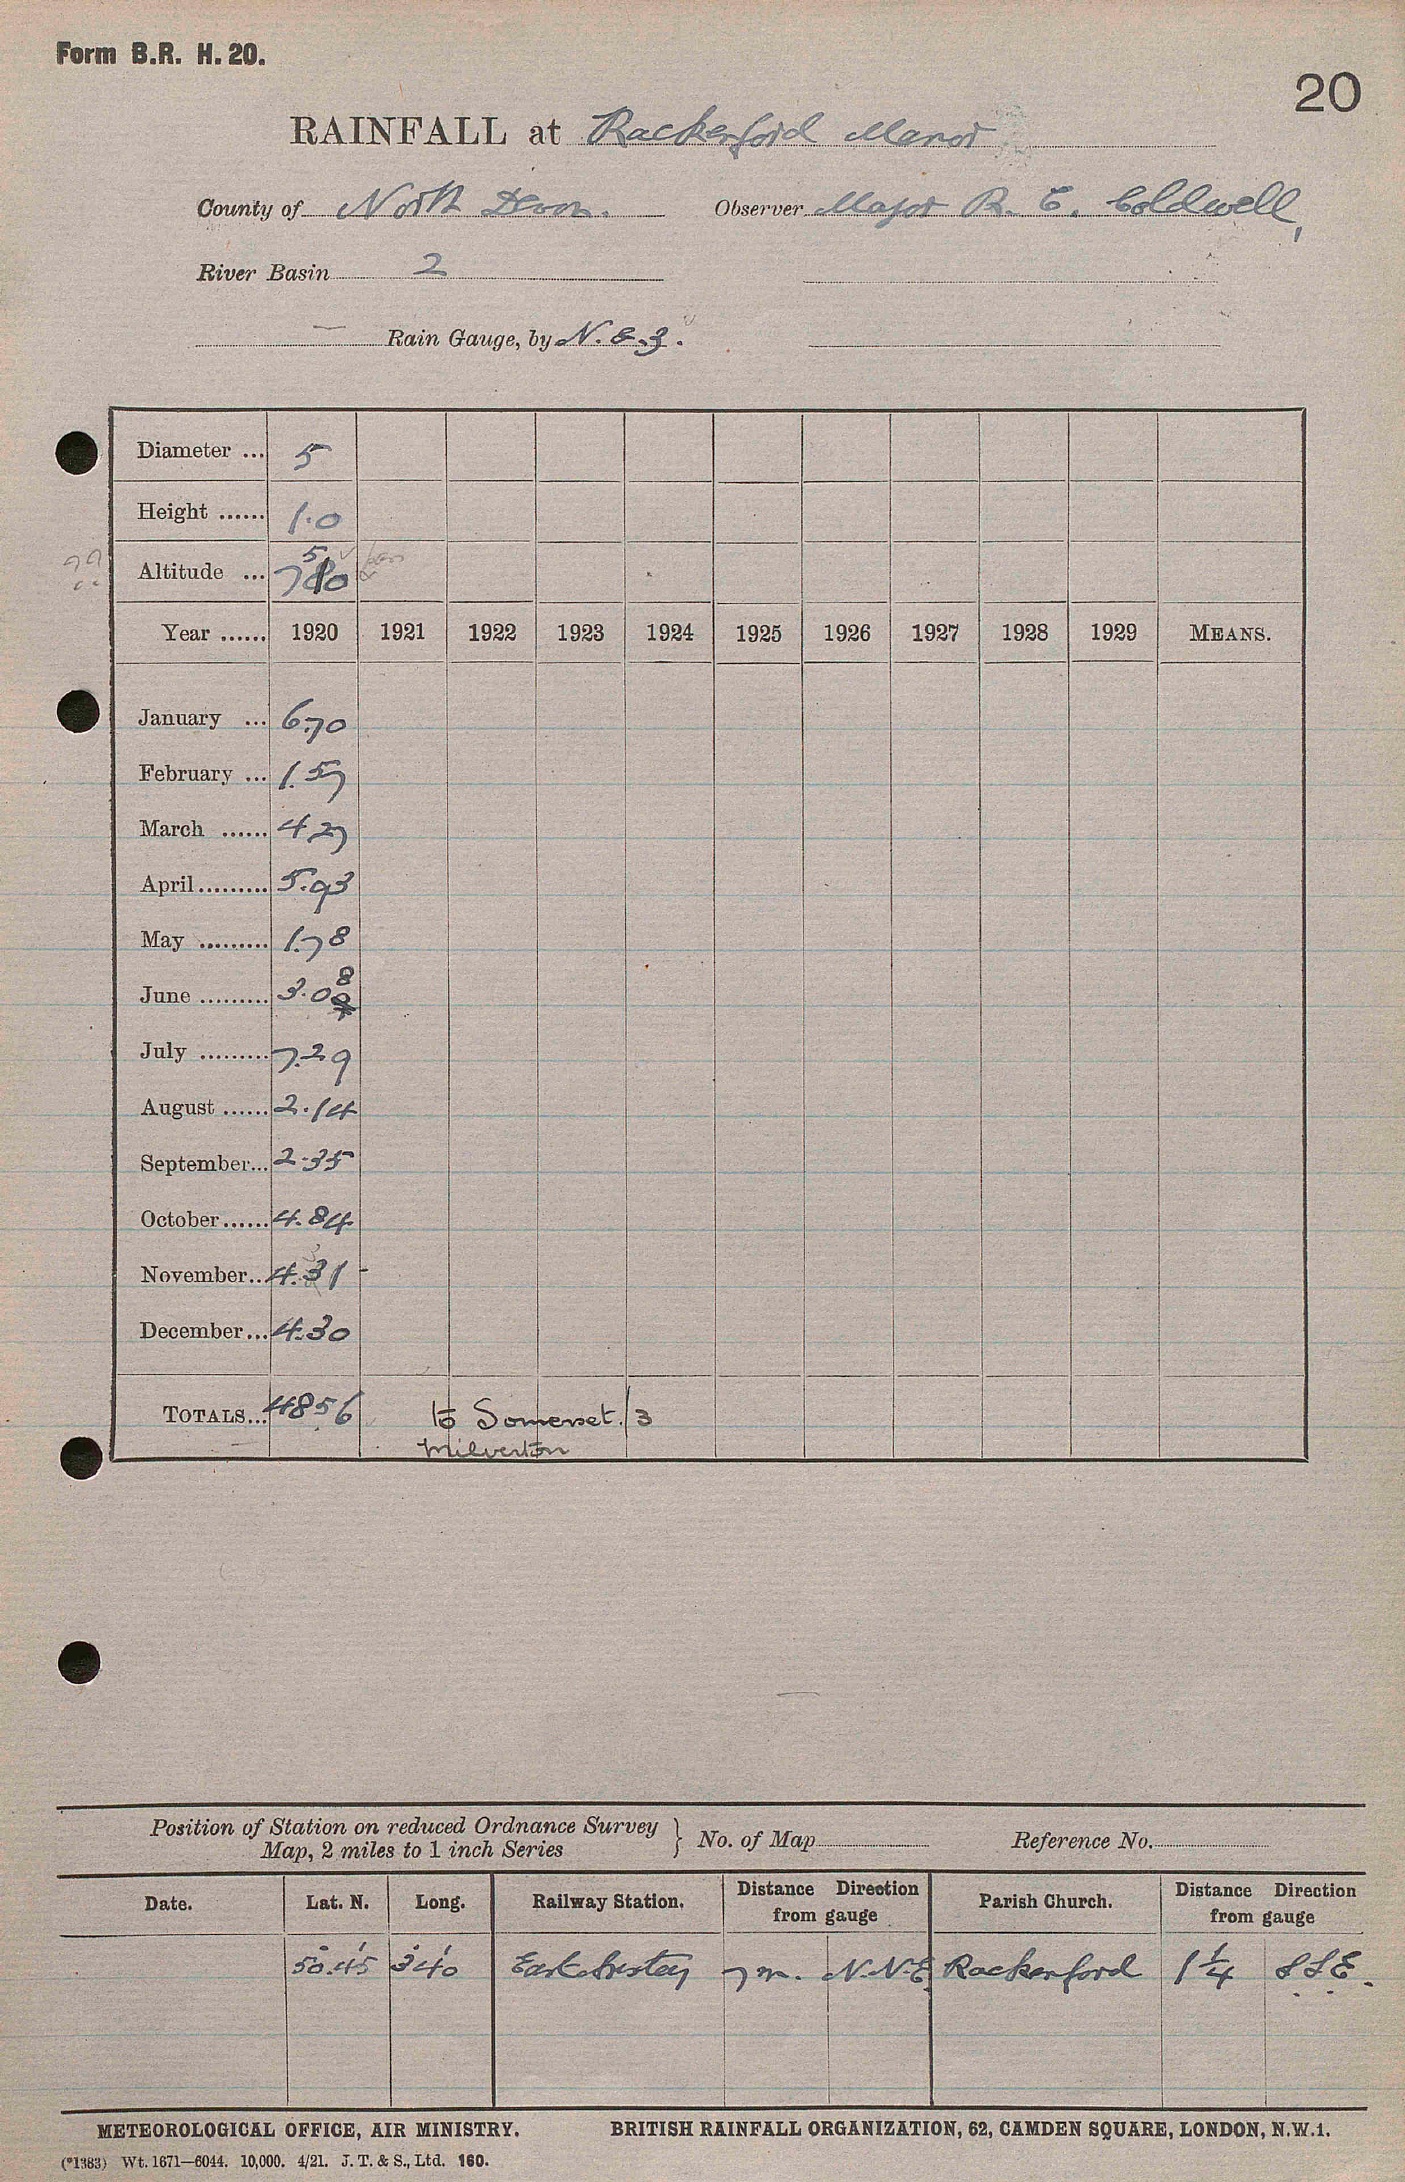 Form B.R. H. 20.
20
RAINFALL at Rackenford Manor
County of North Devon. Observer Major R. C. Coldwell,
River Basin 2
Rain Gauge, by N. & Z.
Diameter ... 5
Height ...... 1.0
Altitude ...
Year ...... 1920 1921 1922 1923 1924 1925 1926 1927 1928 1929 MEANS.
January ... 6.70
February ... 1.57
March ...... 4.27
April ......... 5.93
May ......... 1.78
June ......... 3.08
July ......... 7.29
August ...... 2.14
September... 2.35
October ...... 4.84
November... 4.31
December... 4.30
TOTALS... 48.56 to Somerset. /3
Milverton
Position of Station on reduced Ordnance Survey
Map, 2 miles to 1 inch Series } No. of Map Reference No.
Date. Lat. N. Long. Railway Station. Distance Direction from gauge Parish Church. Distance Direction from gauge
50° 45' 3° 40' East Anstey 7 m. N.N.E. Rackenford 1 1/4 S S E.
METEOROLOGICAL OFFICE, AIR MINISTRY. BRITISH RAINFALL ORGANIZATION, 62, CAMDEN SQUARE, LONDON, N.W.1.
(*1383) Wt. 1671—6044. 10,000. 4/21. J. T. & S., Ltd. 160.